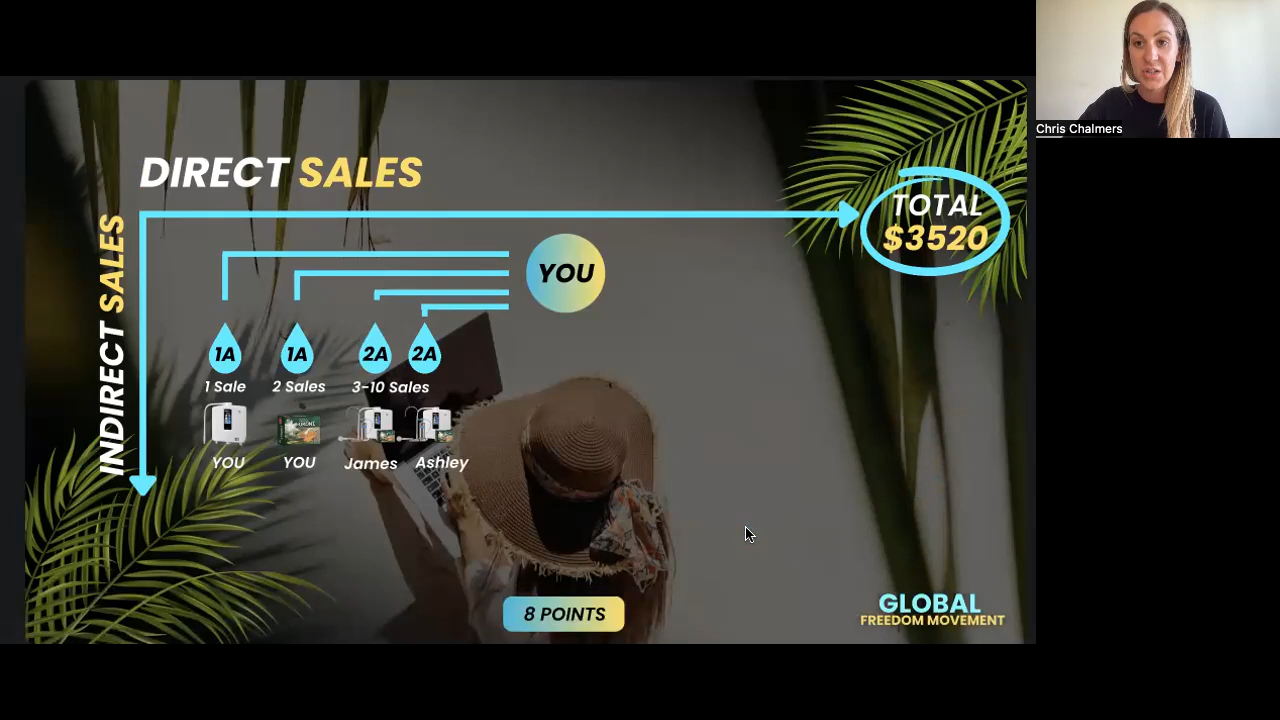 Chris Chalmers
DIRECT SALES
INDIRECT SALES
TOTAL
$3520
YOU
1A
1A
2A
2A
1 Sale
2 Sales
3-10 Sales
YOU
YOU
James
Ashley
8 POINTS
GLOBAL
FREEDOM MOVEMENT